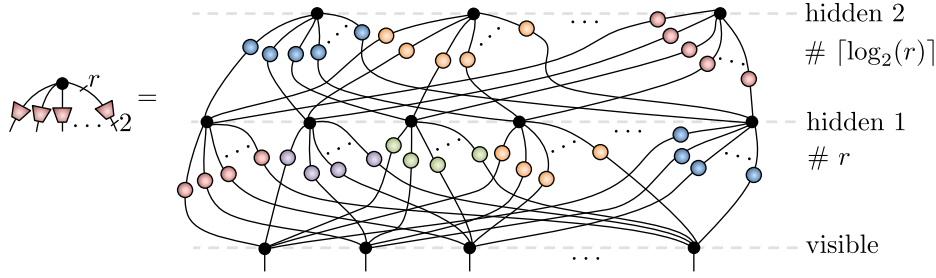 hidden 2
# ⌈log₂(r)⌉
r
2
=
hidden 1
# r
visible